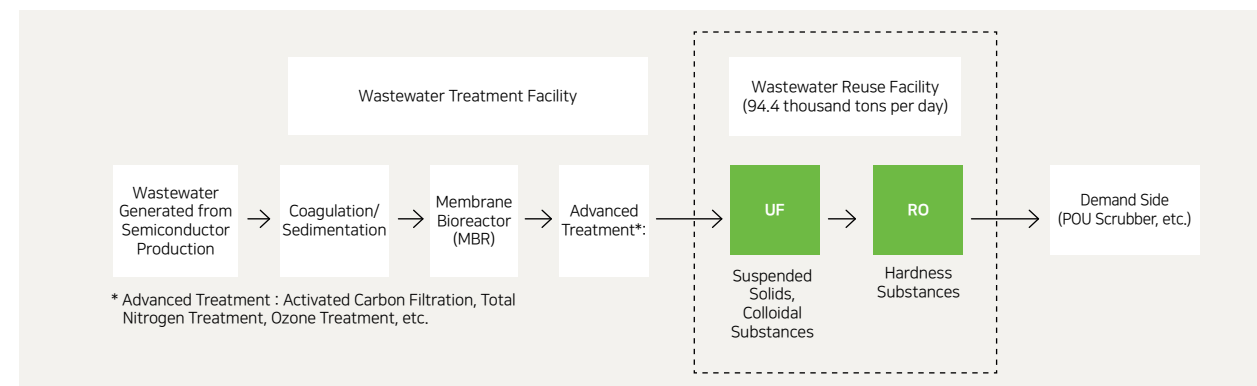 Wastewater Treatment Facility
Wastewater Reuse Facility
(94.4 thousand tons per day)
Wastewater
Generated from
Semiconductor
Production
Coagulation/
Sedimentation
Membrane
Bioreactor
(MBR)
Advanced
Treatment*:
UF
RO
Demand Side
(POU Scrubber, etc.)
Suspended
Solids,
Colloidal
Substances
Hardness
Substances
* Advanced Treatment : Activated Carbon Filtration, Total
Nitrogen Treatment, Ozone Treatment, etc.